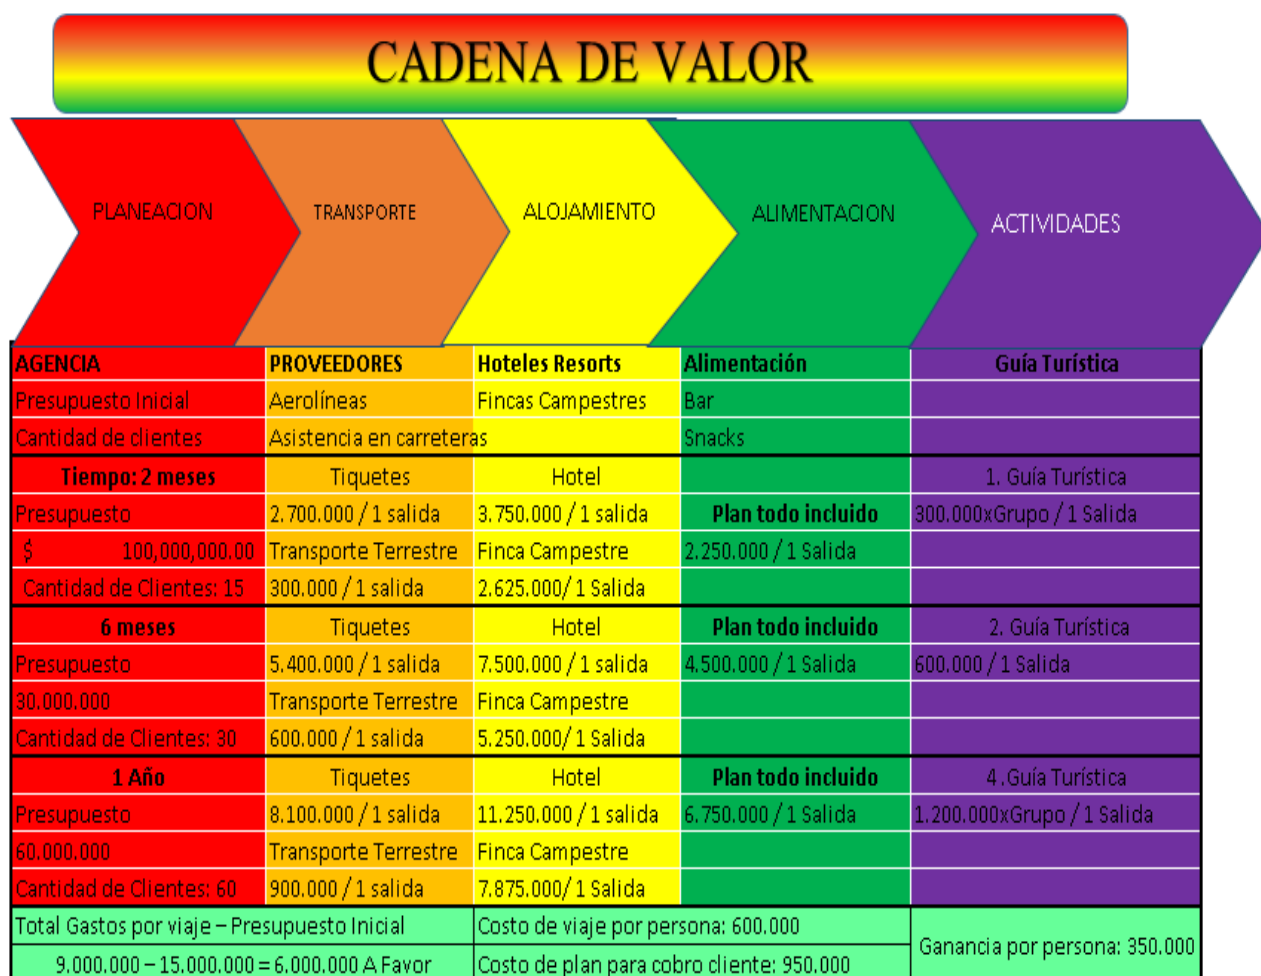 CADENA DE VALOR
PLANEACION TRANSPORTE ALOJAMIENTO ALIMENTACION ACTIVIDADES
AGENCIA PROVEEDORES Hoteles Resorts Alimentación Guía Turística
Presupuesto Inicial Aerolíneas Fincas Campestres Bar
Cantidad de clientes Asistencia en carreteras Snacks
Tiempo: 2 meses Tiquetes Hotel 1. Guía Turística
Presupuesto 2.700.000 / 1 salida 3.750.000 / 1 salida Plan todo incluido 300.000xGrupo / 1 Salida
$ 100,000,000.00 Transporte Terrestre Finca Campestre 2.250.000 / 1 Salida
Cantidad de Clientes: 15 300.000 / 1 salida 2.625.000/ 1 Salida
6 meses Tiquetes Hotel Plan todo incluido 2. Guía Turística
Presupuesto 5.400.000 / 1 salida 7.500.000 / 1 salida 4.500.000 / 1 Salida 600.000 / 1 Salida
30.000.000 Transporte Terrestre Finca Campestre
Cantidad de Clientes: 30 600.000 / 1 salida 5.250.000/ 1 Salida
1 Año Tiquetes Hotel Plan todo incluido 4 .Guía Turística
Presupuesto 8.100.000 / 1 salida 11.250.000 / 1 salida 6.750.000 / 1 Salida 1.200.000xGrupo / 1 Salida
60.000.000 Transporte Terrestre Finca Campestre
Cantidad de Clientes: 60 900.000 / 1 salida 7.875.000/ 1 Salida
Total Gastos por viaje – Presupuesto Inicial Costo de viaje por persona: 600.000
Ganancia por persona: 350.000
9.000.000 – 15.000.000 = 6.000.000 A Favor Costo de plan para cobro cliente: 950.000